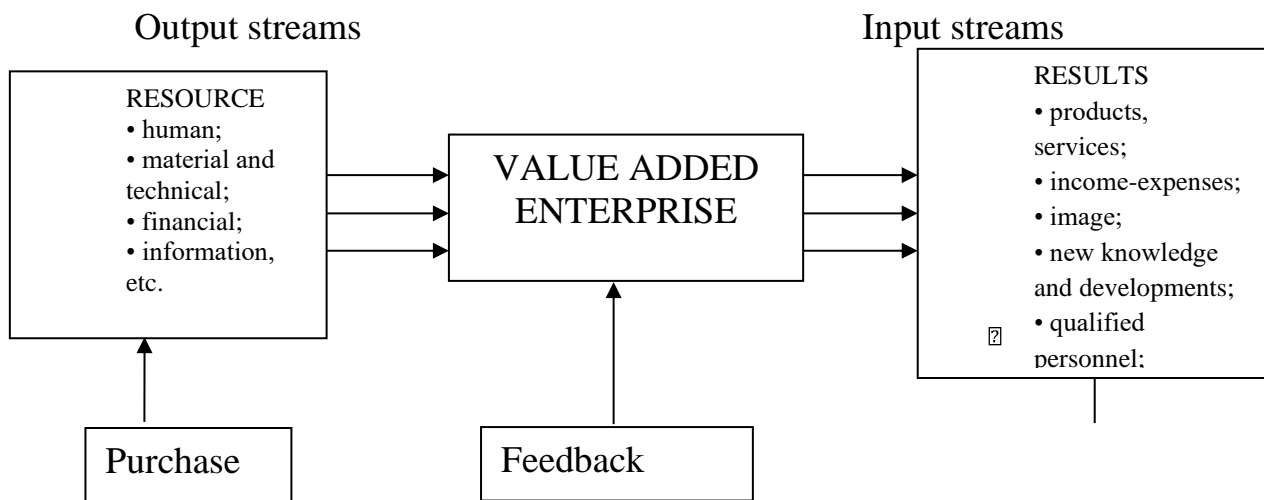 Output streams
Input streams
RESOURCE
• human;
• material and
technical;
• financial;
• information,
etc.
VALUE ADDED
ENTERPRISE
RESULTS
• products,
services;
• income-expenses;
• image;
• new knowledge
and developments;
• qualified
personnel;
Purchase
Feedback